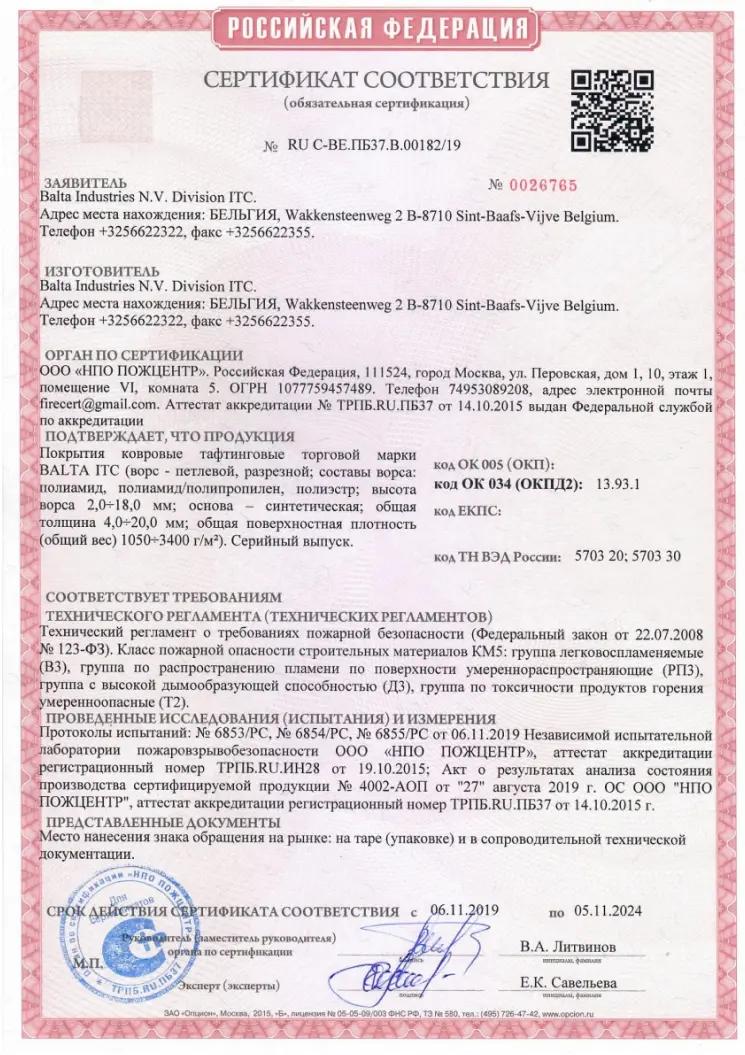 РОССИЙСКАЯ ФЕДЕРАЦИЯ
СЕРТИФИКАТ СООТВЕТСТВИЯ
(обязательная сертификация)
№ RU C-BE.ПБ37.В.00182/19
ЗАЯВИТЕЛЬ
№ 0026765
Balta Industries N.V. Division ITC.
Адрес места нахождения: БЕЛЬГИЯ, Wakkensteenweg 2 B-8710 Sint-Baafs-Vijve Belgium.
Телефон +3256622322, факс +3256622355.
ИЗГОТОВИТЕЛЬ
Balta Industries N.V. Division ITC.
Адрес места нахождения: БЕЛЬГИЯ, Wakkensteenweg 2 B-8710 Sint-Baafs-Vijve Belgium.
Телефон +3256622322, факс +3256622355.
ОРГАН ПО СЕРТИФИКАЦИИ
ООО «НПО ПОЖЦЕНТР». Российская Федерация, 111524, город Москва, ул. Перовская, дом 1, 10, этаж 1,
помещение VI, комната 5. ОГРН 1077759457489. Телефон 74953089208, адрес электронной почты
firecert@gmail.com. Аттестат аккредитации № ТРПБ.RU.ПБ37 от 14.10.2015 выдан Федеральной службой
по аккредитации
ПОДТВЕРЖДАЕТ, ЧТО ПРОДУКЦИЯ
Покрытия ковровые тафтинговые торговой марки
BALTA ITC (ворс - петлевой, разрезной; составы ворса:
полиамид, полиамид/полипропилен, полиэстр; высота
ворса 2,0÷18,0 мм; основа – синтетическая; общая
толщина 4,0÷20,0 мм; общая поверхностная плотность
(общий вес) 1050÷3400 г/м²). Серийный выпуск.
код ОК 005 (ОКП):
код ОК 034 (ОКПД2): 13.93.1
код ЕКПС:
код ТН ВЭД России: 5703 20; 5703 30
СООТВЕТСТВУЕТ ТРЕБОВАНИЯМ
ТЕХНИЧЕСКОГО РЕГЛАМЕНТА (ТЕХНИЧЕСКИХ РЕГЛАМЕНТОВ)
Технический регламент о требованиях пожарной безопасности (Федеральный закон от 22.07.2008
№ 123-ФЗ). Класс пожарной опасности строительных материалов КМ5: группа легковоспламеняемые
(В3), группа по распространению пламени по поверхности умереннораспространяющие (РП3),
группа с высокой дымообразующей способностью (Д3), группа по токсичности продуктов горения
умеренноопасные (Т2).
ПРОВЕДЕННЫЕ ИССЛЕДОВАНИЯ (ИСПЫТАНИЯ) И ИЗМЕРЕНИЯ
Протоколы испытаний: № 6853/РС, № 6854/РС, № 6855/РС от 06.11.2019 Независимой испытательной
лаборатории пожаровзрывобезопасности ООО «НПО ПОЖЦЕНТР», аттестат аккредитации
регистрационный номер ТРПБ.RU.ИН28 от 19.10.2015; Акт о результатах анализа состояния
производства сертифицируемой продукции № 4002-АОП от "27" августа 2019 г. ОС ООО "НПО
ПОЖЦЕНТР", аттестат аккредитации регистрационный номер ТРПБ.RU.ПБ37 от 14.10.2015 г.
ПРЕДСТАВЛЕННЫЕ ДОКУМЕНТЫ
Место нанесения знака обращения на рынке: на таре (упаковке) и в сопроводительной технической
документации.
СРОК ДЕЙСТВИЯ СЕРТИФИКАТА СООТВЕТСТВИЯ с 06.11.2019 по 05.11.2024
Руководитель (заместитель руководителя)
органа по сертификации
В.А. Литвинов
подпись
инициалы, фамилия
М.П.
Эксперт (эксперты)
Е.К. Савельева
подпись
инициалы, фамилия
Для сертификатов
ТРПБ.RU.ПБ37
ЗАО «Опцион», Москва, 2015, «Б», лицензия № 05-05-09/003 ФНС РФ, ТЗ № 580, тел.: (495) 726-47-42, www.opcion.ru